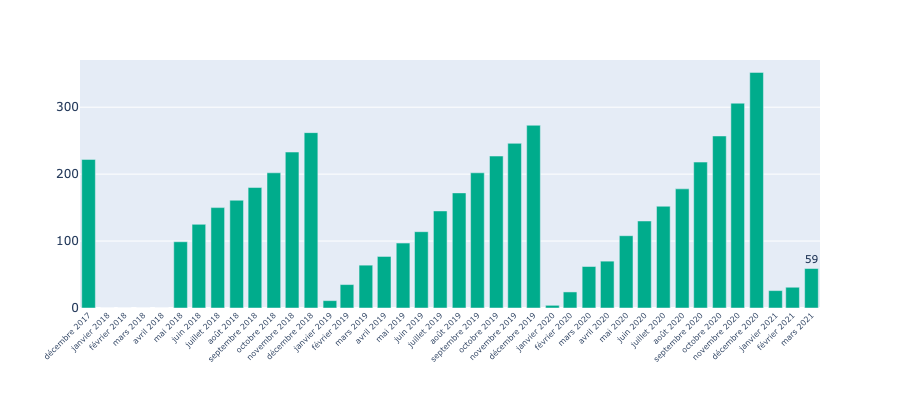 300
200
100
0
59
décembre 2017
janvier 2018
février 2018
mars 2018
avril 2018
mai 2018
juin 2018
juillet 2018
août 2018
septembre 2018
octobre 2018
novembre 2018
décembre 2018
janvier 2019
février 2019
mars 2019
avril 2019
mai 2019
juin 2019
juillet 2019
août 2019
septembre 2019
octobre 2019
novembre 2019
décembre 2019
janvier 2020
février 2020
mars 2020
avril 2020
mai 2020
juin 2020
juillet 2020
août 2020
septembre 2020
octobre 2020
novembre 2020
décembre 2020
janvier 2021
février 2021
mars 2021